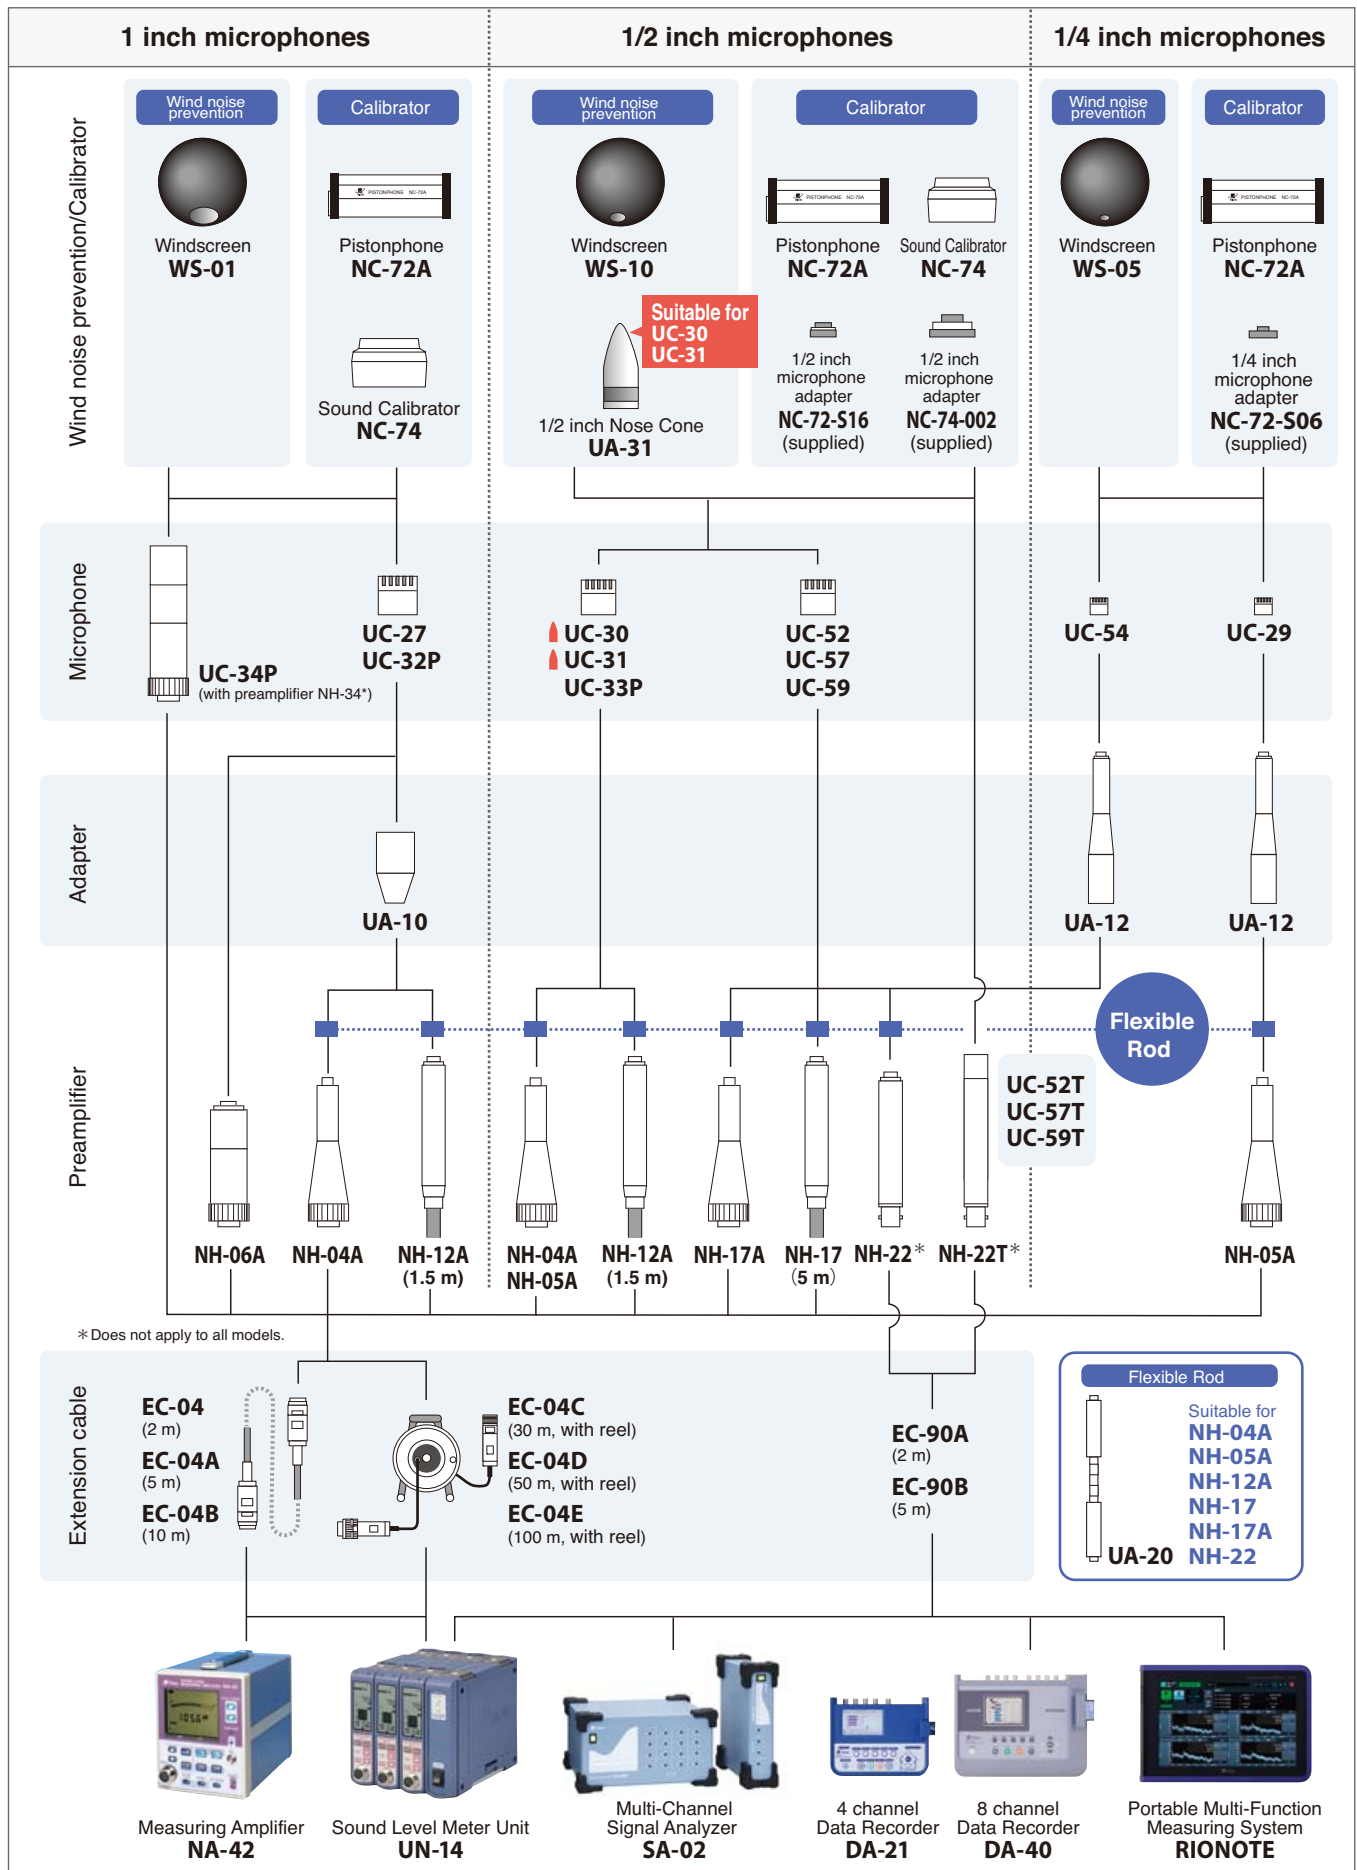 1 inch microphones
1/2 inch microphones
1/4 inch microphones
Wind noise prevention/Calibrator
Wind noise
prevention
Calibrator
Wind noise
prevention
Calibrator
Wind noise
prevention
Calibrator
PISTONPHONE NC-72A
PISTONPHONE NC-72A
PISTONPHONE NC-72A
Windscreen
WS-01
Pistonphone
NC-72A
Windscreen
WS-10
Pistonphone
NC-72A
Sound Calibrator
NC-74
Windscreen
WS-05
Pistonphone
NC-72A
Sound Calibrator
NC-74
Suitable for
UC-30
UC-31
1/2 inch Nose Cone
UA-31
1/2 inch
microphone
adapter
NC-72-S16
(supplied)
1/2 inch
microphone
adapter
NC-74-002
(supplied)
1/4 inch
microphone
adapter
NC-72-S06
(supplied)
Microphone
UC-34P
(with preamplifier NH-34*)
UC-27
UC-32P
UC-30
UC-31
UC-33P
UC-52
UC-57
UC-59
UC-54
UC-29
Adapter
UA-10
UA-12
UA-12
Flexible
Rod
Preamplifier
UC-52T
UC-57T
UC-59T
NH-06A
NH-04A
NH-12A
(1.5 m)
NH-04A
NH-05A
NH-12A
(1.5 m)
NH-17A
NH-17
(5 m)
NH-22*
NH-22T*
NH-05A
*Does not apply to all models.
Extension cable
EC-04
(2 m)
EC-04A
(5 m)
EC-04B
(10 m)
EC-04C
(30 m, with reel)
EC-04D
(50 m, with reel)
EC-04E
(100 m, with reel)
EC-90A
(2 m)
EC-90B
(5 m)
Flexible Rod
Suitable for
NH-04A
NH-05A
NH-12A
NH-17
NH-17A
NH-22
UA-20
Measuring Amplifier
NA-42
Sound Level Meter Unit
UN-14
Multi-Channel
Signal Analyzer
SA-02
4 channel
Data Recorder
DA-21
8 channel
Data Recorder
DA-40
Portable Multi-Function
Measuring System
RIONOTE